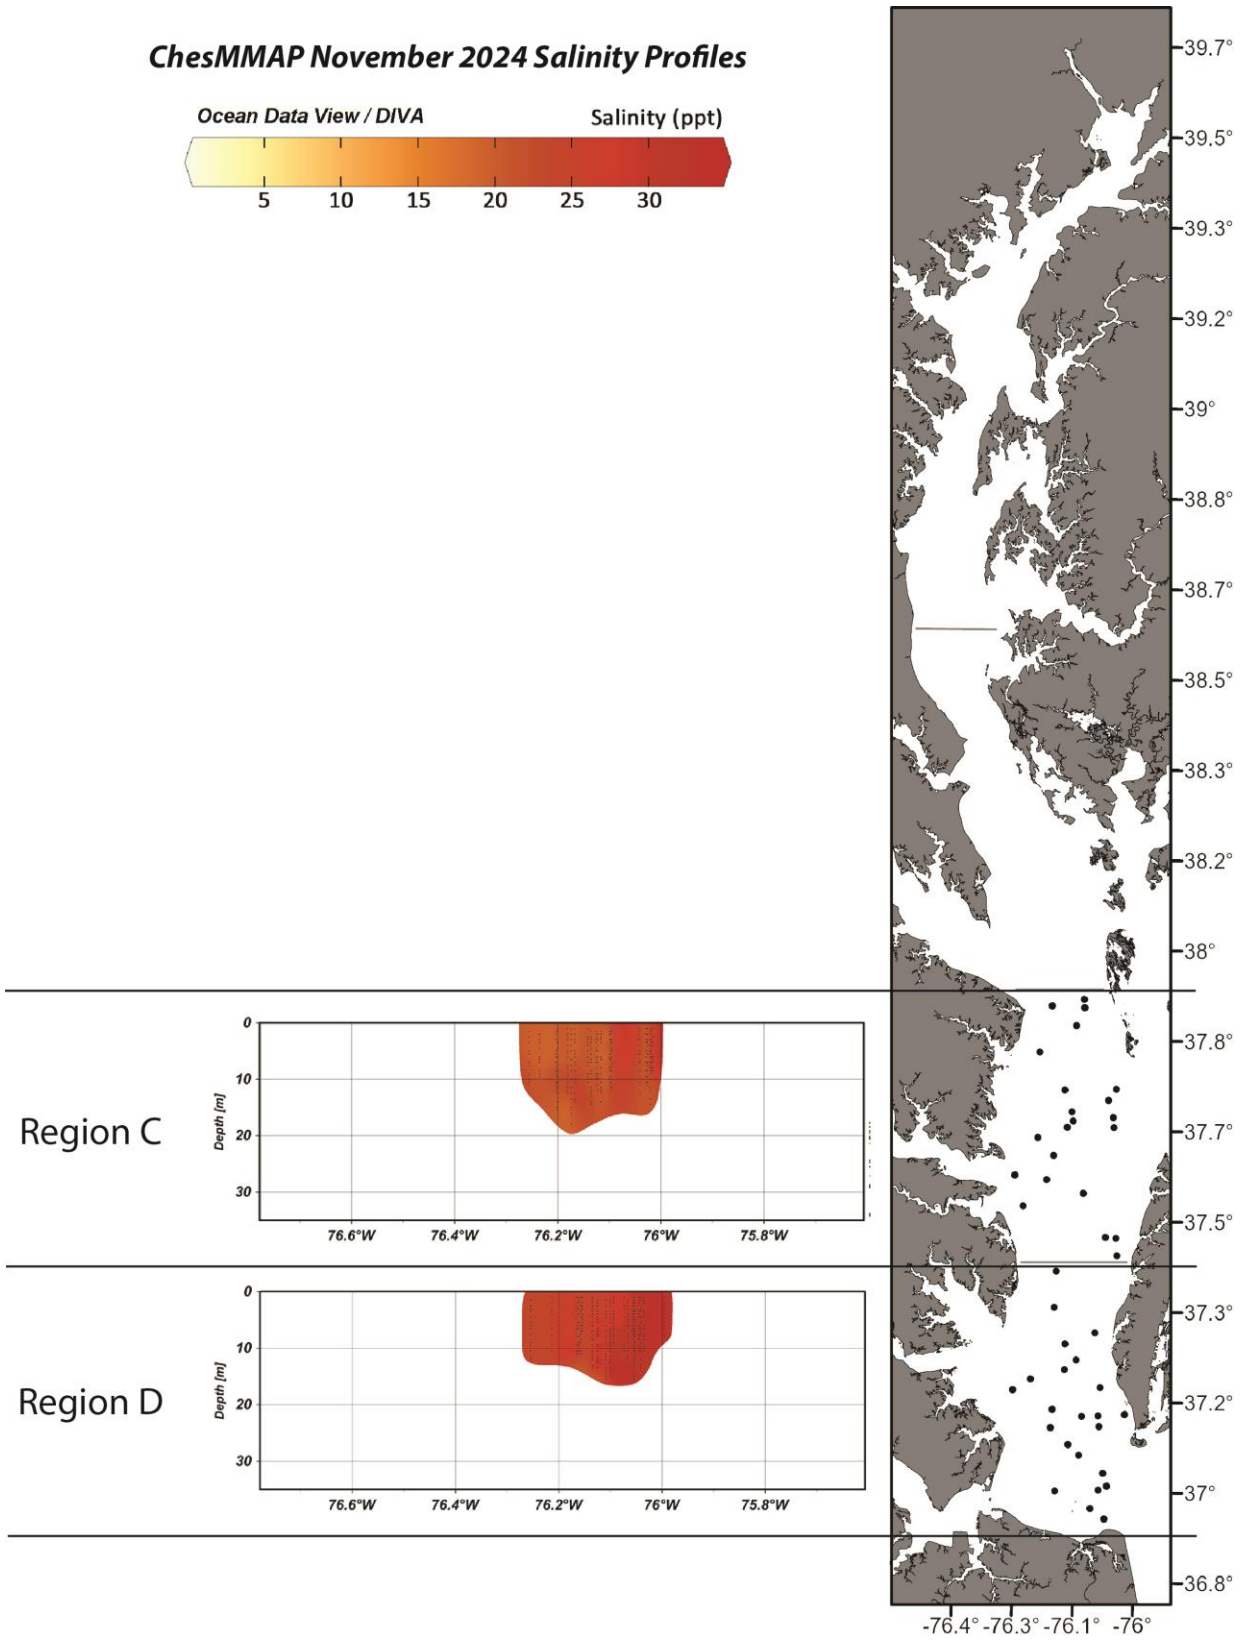 ChesMMAP November 2024 Salinity Profiles
Ocean Data View / DIVA Salinity (ppt)
5 10 15 20 25 30
39.7°
39.5°
39.3°
39.2°
39°
38.8°
38.7°
38.5°
38.3°
38.2°
38°
37.8°
37.7°
37.5°
37.3°
37.2°
37°
36.8°
-76.4° -76.3° -76.1° -76°
Region C
Depth [m]
0
10
20
30
76.6°W 76.4°W 76.2°W 76°W 75.8°W
Region D
Depth [m]
0
10
20
30
76.6°W 76.4°W 76.2°W 76°W 75.8°W